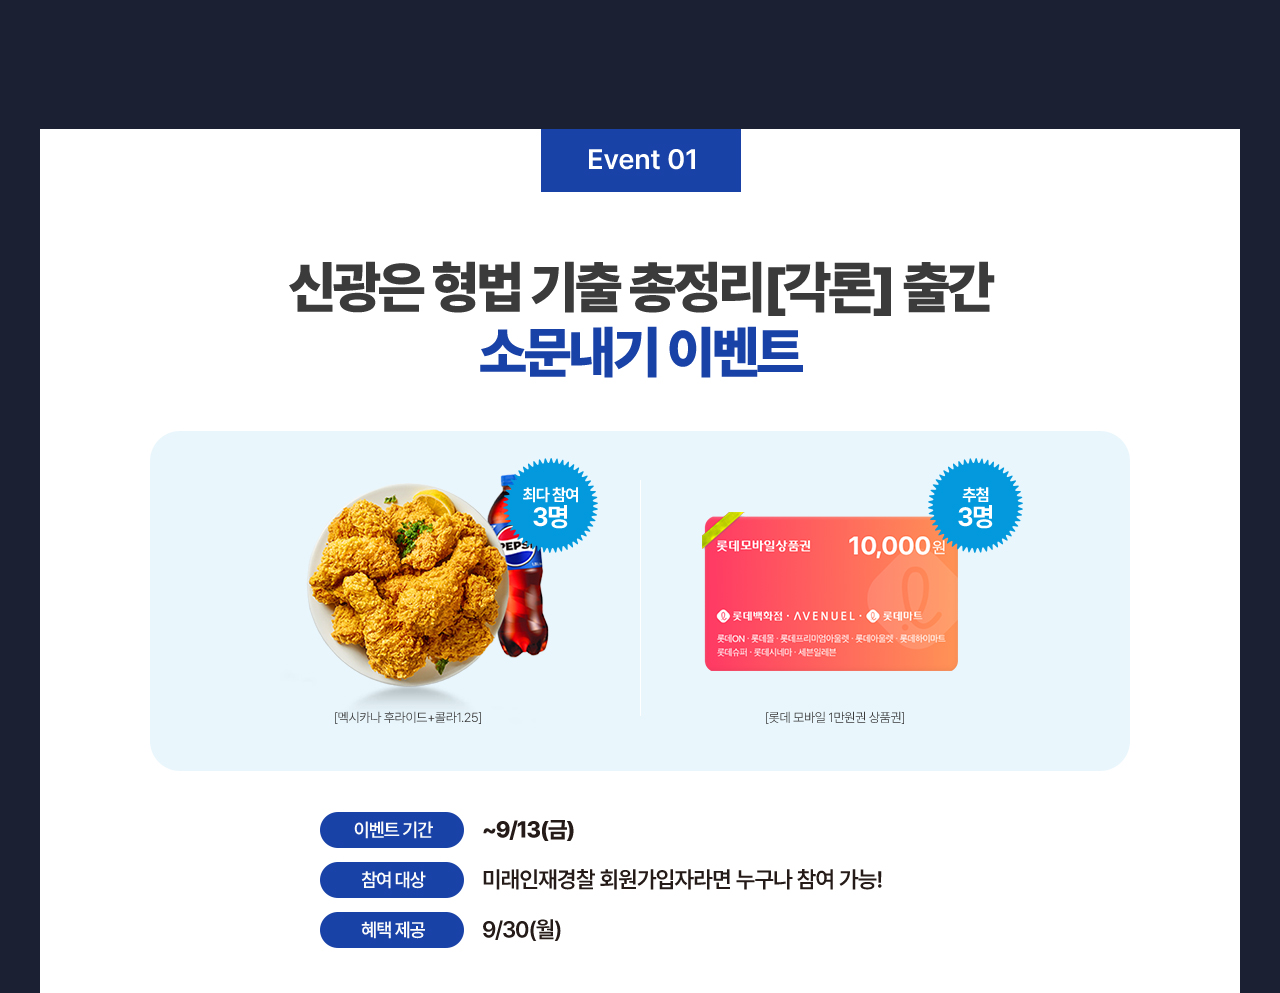 Event 01
신광은 형법 기출 총정리[각론] 출간
소문내기 이벤트
최다 참여
3명
PEPSI
[멕시카나 후라이드+콜라1.25]
추첨
3명
롯데모바일상품권
10,000원
롯데백화점 · AVENUEL · 롯데마트
롯데ON · 롯데몰 · 롯데프리미엄아울렛 · 롯데아울렛 · 롯데하이마트
롯데슈퍼 · 롯데시네마 · 세븐일레븐
[롯데 모바일 1만원권 상품권]
이벤트 기간 ~9/13(금)
참여 대상 미래인재경찰 회원가입자라면 누구나 참여 가능!
혜택 제공 9/30(월)